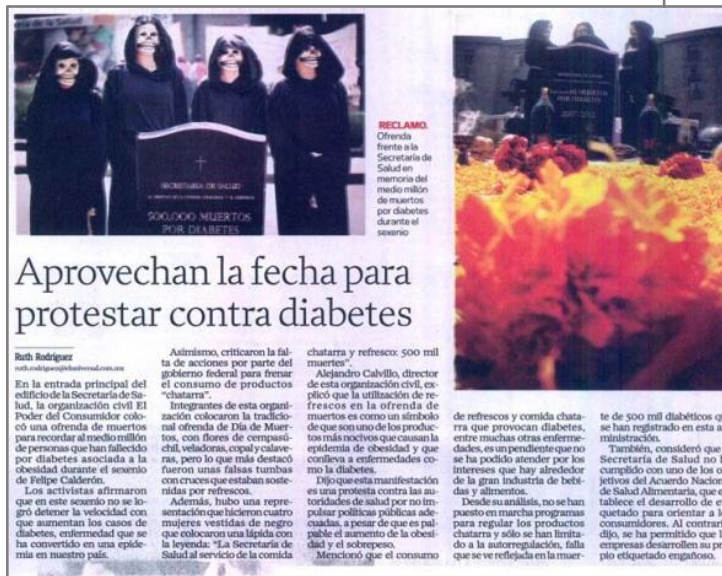 ía de la Salud
SECRETARÍA DE SALUD
500,000 MUERTOS
POR DIABETES
RECLAMO.
Ofrenda
frente a la
Secretaría de
Salud en
memoria del
medio millón
de muertos
por diabetes
durante el
sexenio
POR DIABETES
Aprovechan la fecha para
protestar contra diabetes
Ruth Rodríguez
ruth.rodriguez@eluniversal.com.mx
En la entrada principal del
edificio de la Secretaría de Sa-
lud, la organización civil El
Poder del Consumidor colo-
có una ofrenda de muertos
para recordar al medio millón
de personas que han fallecido
por diabetes asociada a la
obesidad durante el sexenio
de Felipe Calderón.
Los activistas afirmaron
que en este sexenio no se lo-
gró detener la velocidad con
que aumentan los casos de
diabetes, enfermedad que se
ha convertido en una epide-
mia en nuestro país.
Asimismo, criticaron la fal-
ta de acciones por parte del
gobierno federal para frenar
el consumo de productos
“chatarra”.
Integrantes de esta organi-
zación colocaron la tradicio-
nal ofrenda de Día de Muer-
tos, con flores de cempasú-
chil, veladoras, copal y calave-
ras, pero lo que más destacó
fueron unas falsas tumbas
con cruces que estaban soste-
nidas por refrescos.
Además, hubo una repre-
sentación que hicieron cuatro
mujeres vestidas de negro
que colocaron una lápida con
la leyenda: “La Secretaría de
Salud al servicio de la comida
chatarra y refresco: 500 mil
muertes”.
Alejandro Calvillo, director
de esta organización civil, ex-
plicó que la utilización de re-
frescos en la ofrenda de
muertos es como un símbolo
de que son uno de los produc-
tos más nocivos que causan la
epidemia de obesidad y que
conlleva a enfermedades co-
mo la diabetes.
Dijo que esta manifestación
es una protesta contra las au-
toridades de salud por no im-
pulsar políticas públicas ade-
cuadas, a pesar de que es pal-
pable el aumento de la obesi-
dad y el sobrepeso.
Mencionó que el consumo
de refrescos y comida chata-
rra que provocan diabetes,
entre muchas otras enferme-
dades, es un pendiente que no
se ha podido atender por los
intereses que hay alrededor
de la gran industria de bebi-
das y alimentos.
Desde su análisis, no se han
puesto en marcha programas
para regular los productos
chatarra y sólo se han limita-
do a la autorregulación, falla
que se ve reflejada en la muer-
te de 500 mil diabéticos q
se han registrado en esta a
ministración.
También, consideró que
Secretaría de Salud no
cumplido con uno de los o
jetivos del Acuerdo Nacion
de Salud Alimentaria, que e
tablece el desarrollo de e
quetado para orientar a l
consumidores. Al contrar
dijo, se ha permitido que l
empresas desarrollen su pr
pio etiquetado engañoso.